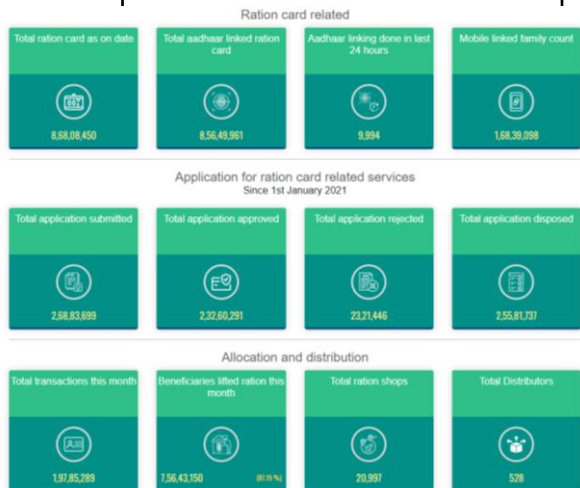 Ration card related
Total ration card as on date
Total aadhaar linked ration card
Aadhaar linking done in last 24 hours
Mobile linked family count
8,68,08,450
8,56,49,961
9,994
1,68,39,098
Application for ration card related services
Since 1st January 2021
Total application submitted
Total application approved
Total application rejected
Total application disposed
2,68,83,699
2,32,60,291
23,21,446
2,55,81,737
Allocation and distribution
Total transactions this month
Beneficiaries lifted ration this month
Total ration shops
Total Distributors
1,97,85,289
7,56,43,150
20,997
528